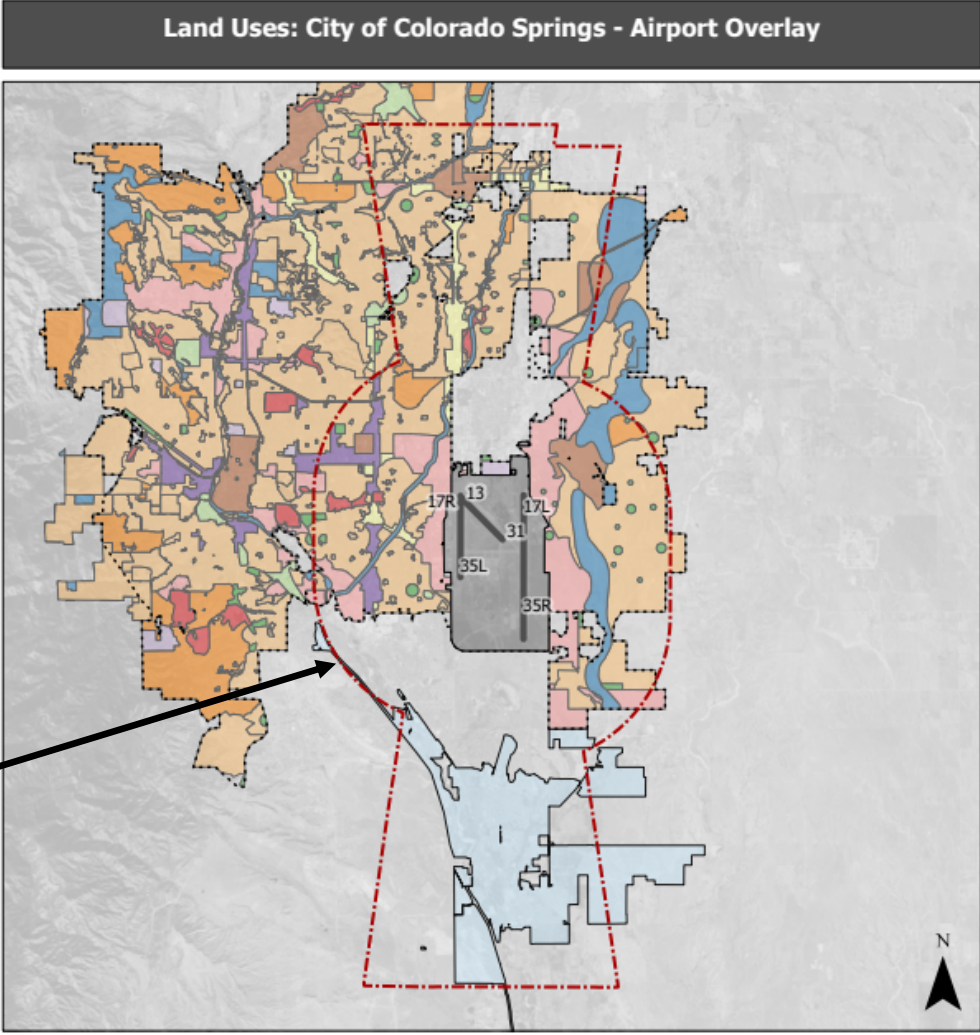 Land Uses: City of Colorado Springs - Airport Overlay
13
17R
17L
31
35L
35R
i
N